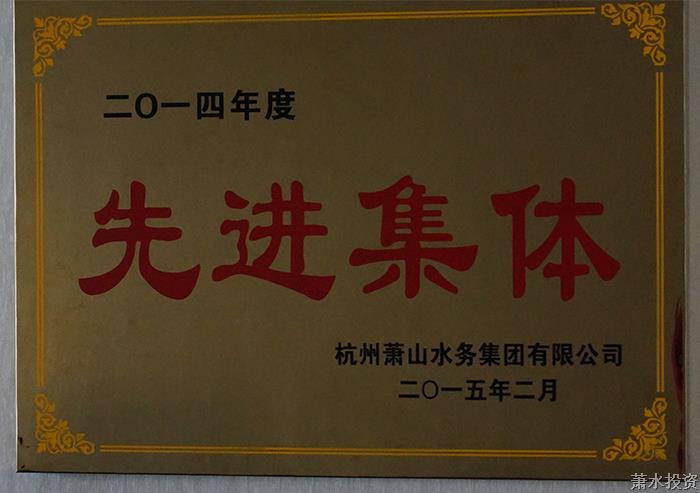 二〇一四年度
先进集体
杭州萧山水务集团有限公司
二〇一五年二月
萧水投资